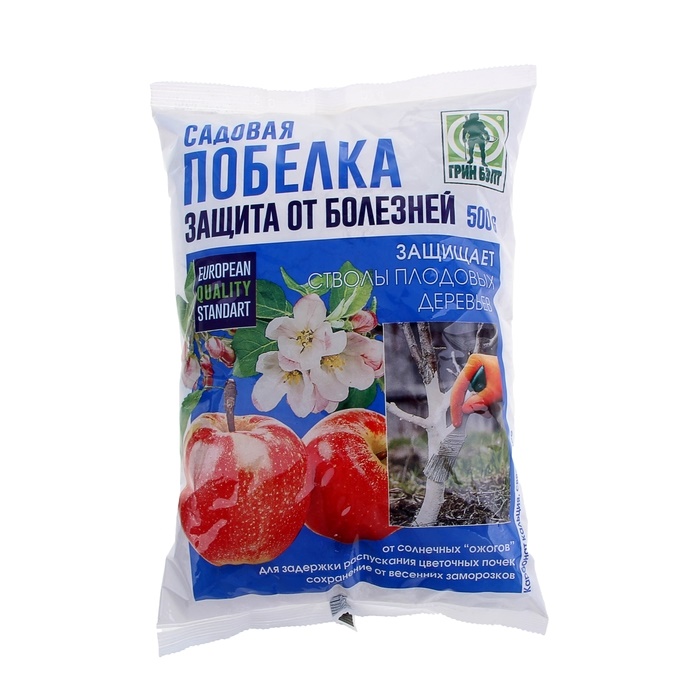 САДОВАЯ
ПОБЕЛКА
ЗАЩИТА ОТ БОЛЕЗНЕЙ 500 г
ГРИН БЭЛТ
ЗАЩИЩАЕТ
СТВОЛЫ ПЛОДОВЫХ
ДЕРЕВЬЕВ
EUROPEAN
QUALITY
STANDART
от солнечных "ожогов"
для задержки распускания цветочных почек
сохранение от весенних заморозков